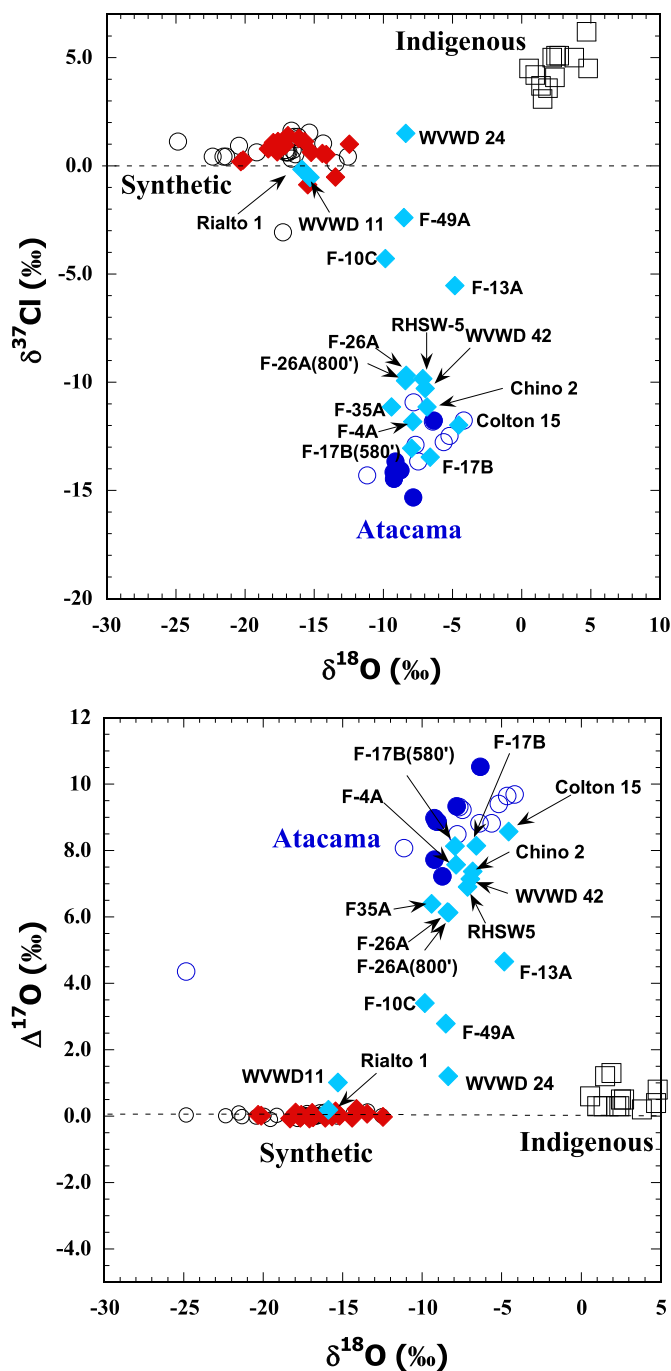 5.0
0.0
-5.0
-10
-15
-20
δ37Cl (‰)
Indigenous
WVWD 24
Synthetic
Rialto 1
WVWD 11
F-49A
F-10C
F-13A
RHSW-5
F-26A
WVWD 42
F-26A(800')
Chino 2
F-35A
Colton 15
F-4A
F-17B(580')
F-17B
Atacama
-30 -25 -20 -15 -10 -5 0 5 10
δ18O (‰)
12
10
8.0
6.0
4.0
2.0
0.0
-2.0
-4.0
Δ17O (‰)
F-17B
F-17B(580')
Colton 15
F-4A
Atacama
Chino 2
WVWD 42
F35A
RHSW5
F-26A
F-26A(800')
F-13A
F-10C
F-49A
Rialto 1
WVWD11
WVWD 24
Synthetic
Indigenous
-30 -25 -20 -15 -10 -5 0 5
δ18O (‰)